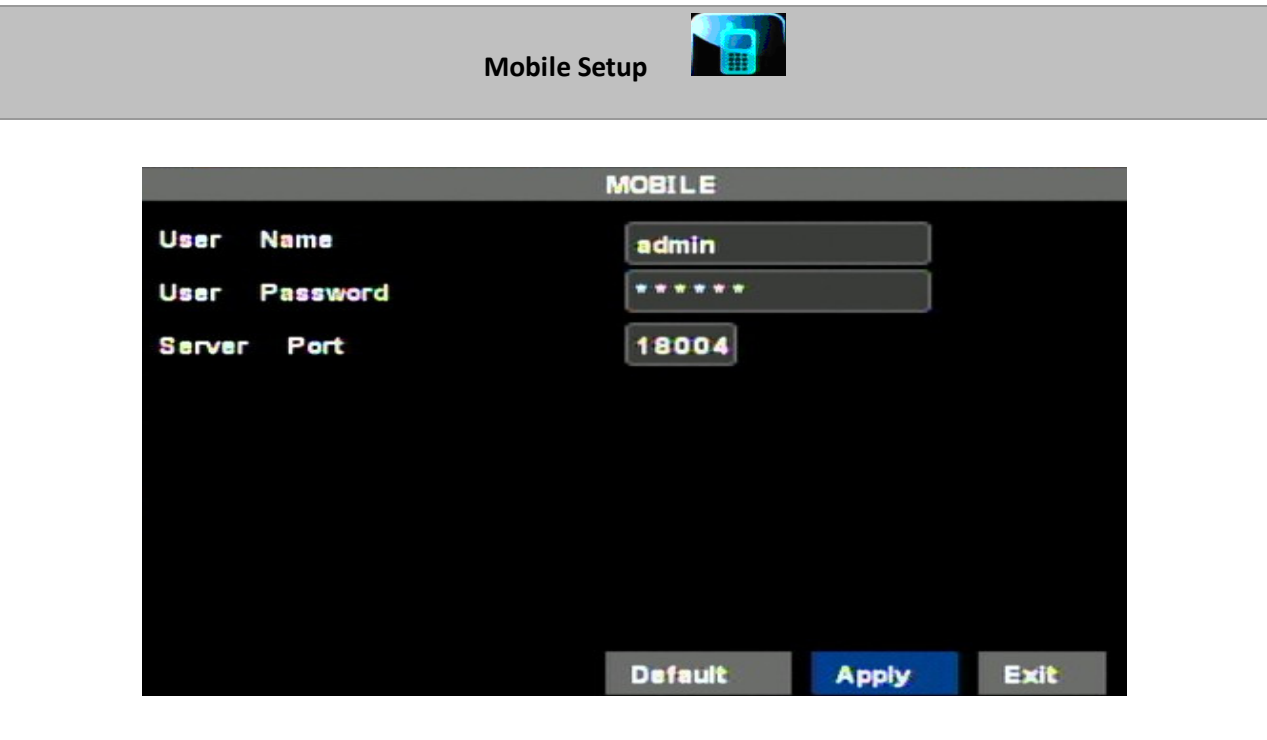 Mobile Setup
MOBILE
User Name admin
User Password ******
Server Port 18004
Default Apply Exit